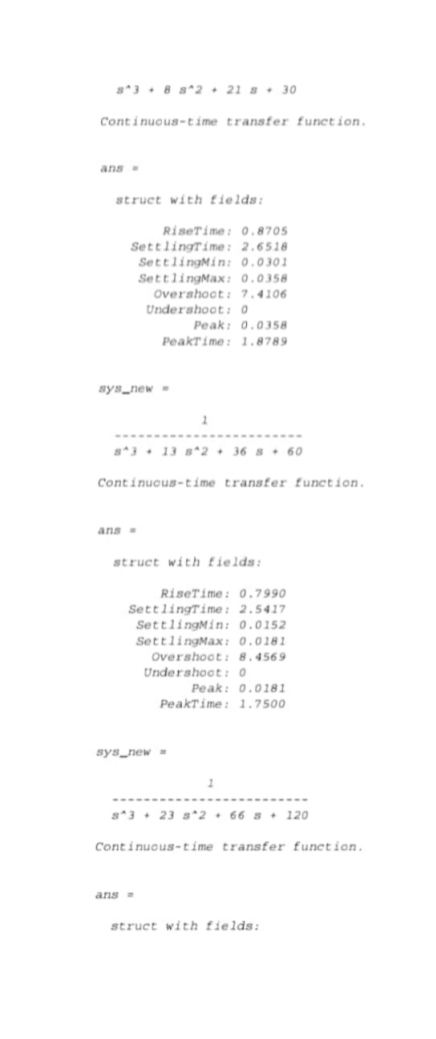 s^3 + 8 s^2 + 21 s + 30
Continuous-time transfer function.
ans =
struct with fields:
RiseTime: 0.8705
SettlingTime: 2.6518
SettlingMin: 0.0301
SettlingMax: 0.0358
Overshoot: 7.4106
Undershoot: 0
Peak: 0.0358
PeakTime: 1.8789
sys_new =
1
------------------------
s^3 + 13 s^2 + 36 s + 60
Continuous-time transfer function.
ans =
struct with fields:
RiseTime: 0.7990
SettlingTime: 2.5417
SettlingMin: 0.0152
SettlingMax: 0.0181
Overshoot: 8.4569
Undershoot: 0
Peak: 0.0181
PeakTime: 1.7500
sys_new =
1
-------------------------
s^3 + 23 s^2 + 66 s + 120
Continuous-time transfer function.
ans =
struct with fields: